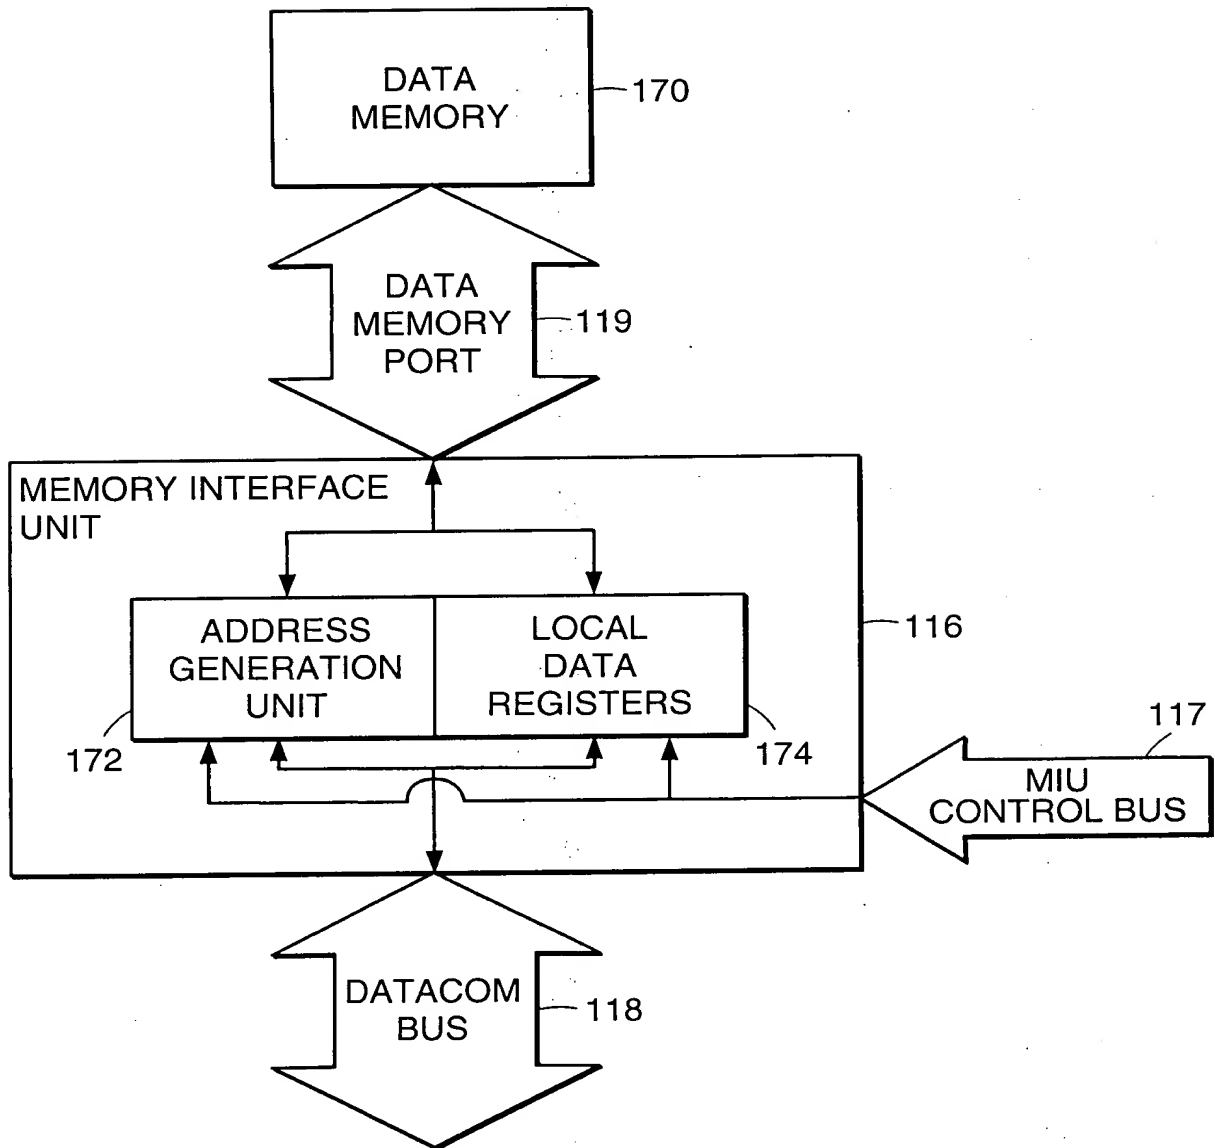 DATA
MEMORY
170
DATA
MEMORY
PORT
119
MEMORY INTERFACE
UNIT
ADDRESS
GENERATION
UNIT
LOCAL
DATA
REGISTERS
116
172
174
117
MIU
CONTROL BUS
DATACOM
BUS
118